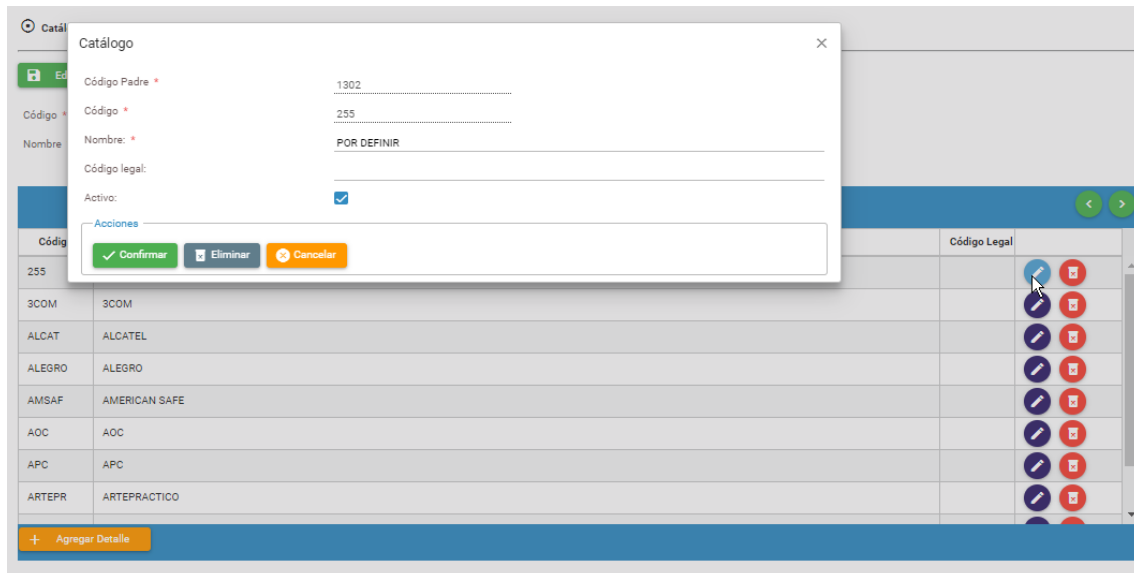 Catál
Catálogo
Ed
Código Padre * 1302
Código *
Código * 255
Nombre
Nombre: * POR DEFINIR
Código legal:
Activo:
Acciones
Confirmar Eliminar Cancelar
Códig Código Legal
255
3COM 3COM
ALCAT ALCATEL
ALEGRO ALEGRO
AMSAF AMERICAN SAFE
AOC AOC
APC APC
ARTEPR ARTEPRACTICO
+ Agregar Detalle